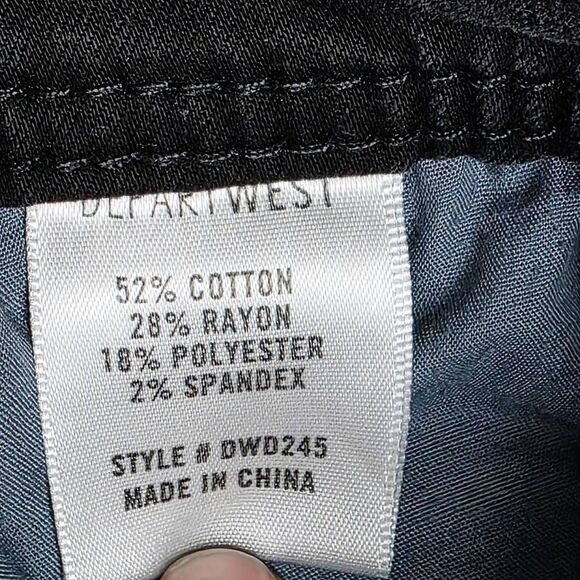 DEPARTWEST
52% COTTON
28% RAYON
18% POLYESTER
2% SPANDEX
STYLE # DWD245
MADE IN CHINA